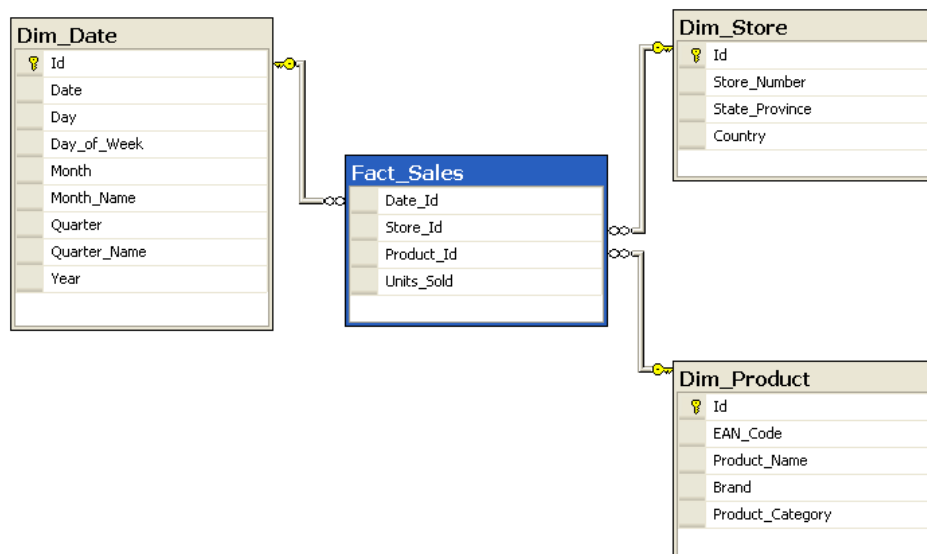 Dim_Date
Id
Date
Day
Day_of_Week
Month
Month_Name
Quarter
Quarter_Name
Year
Fact_Sales
Date_Id
Store_Id
Product_Id
Units_Sold
Dim_Store
Id
Store_Number
State_Province
Country
Dim_Product
Id
EAN_Code
Product_Name
Brand
Product_Category